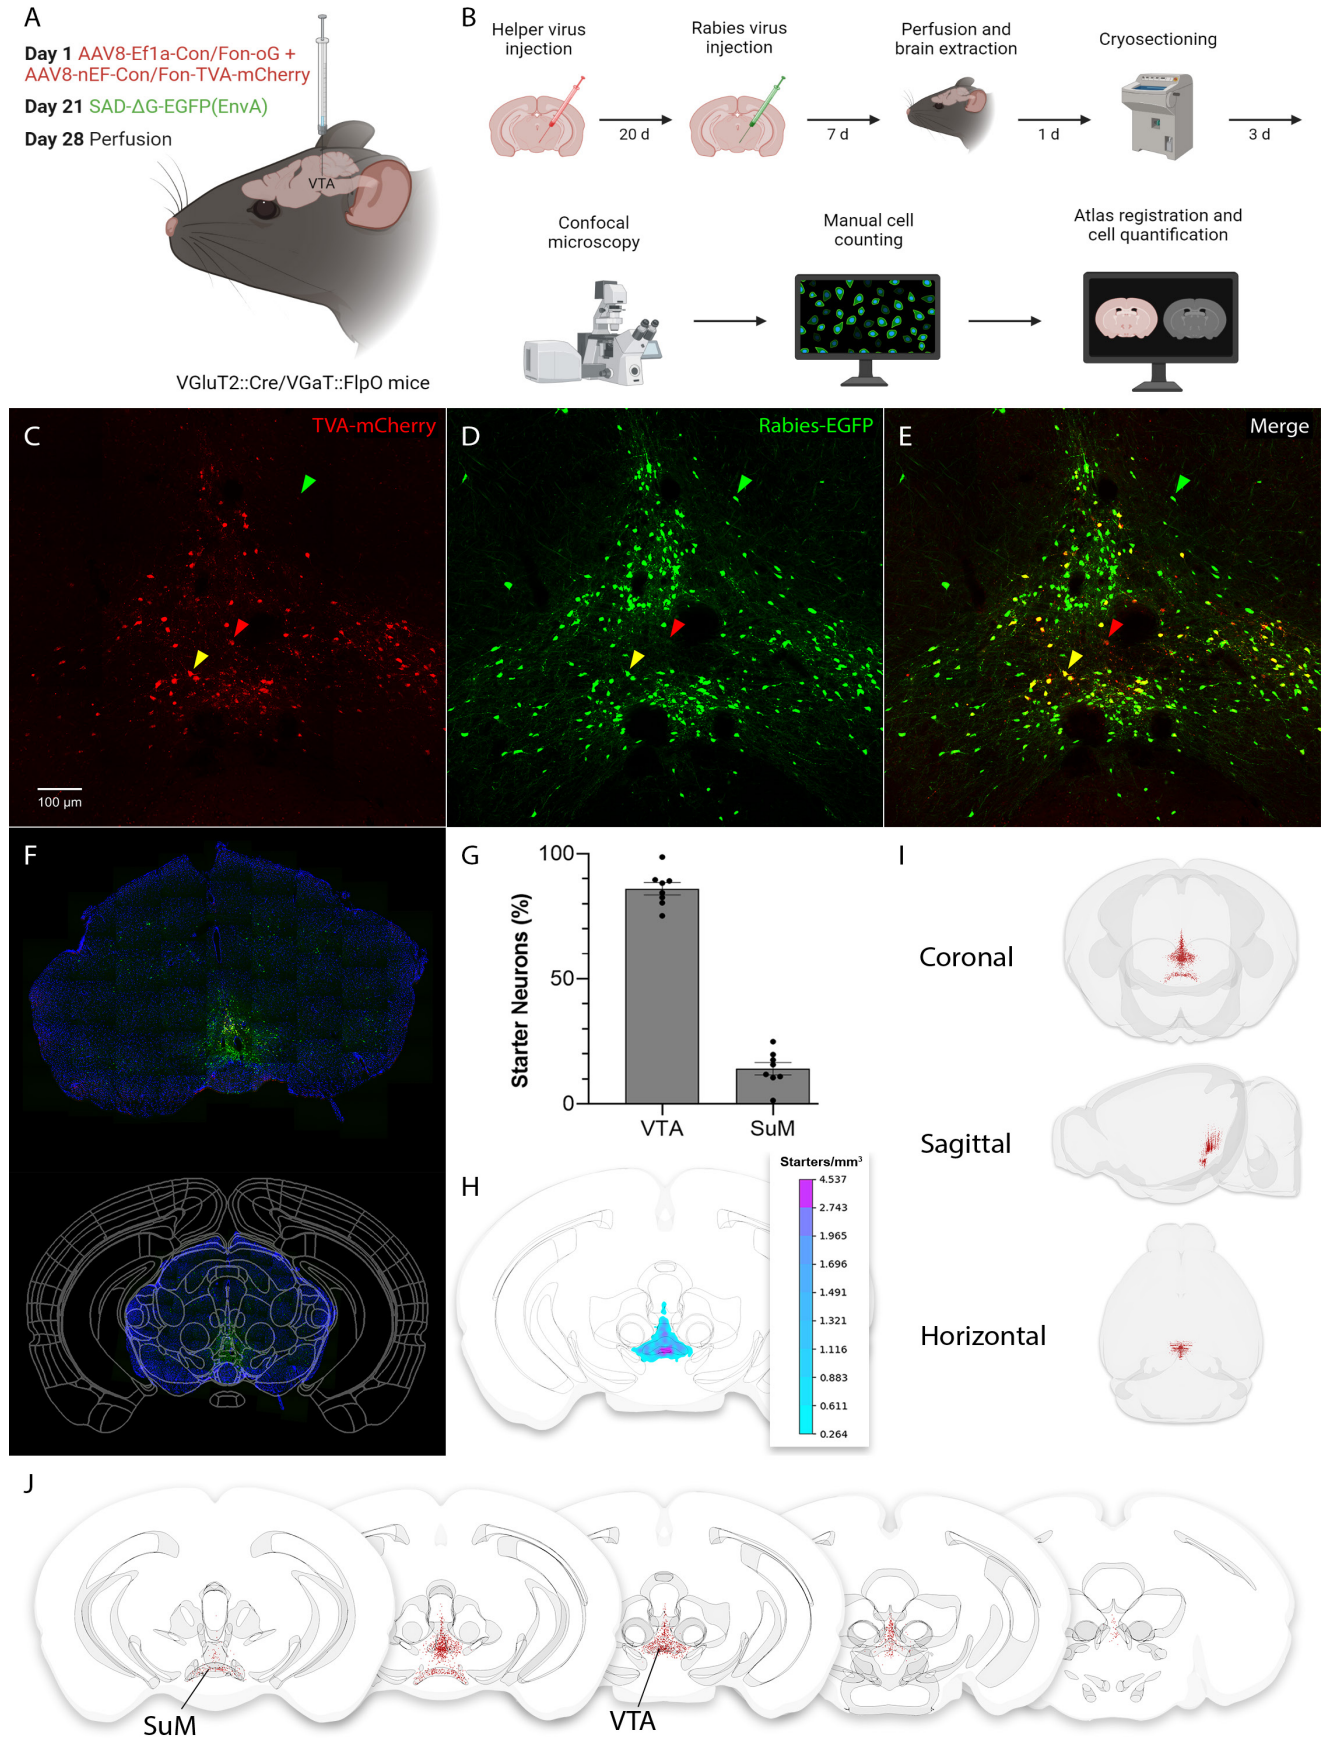 A
Day 1 AAV8-Ef1a-Con/Fon-oG +
AAV8-nEF-Con/Fon-TVA-mCherry
Day 21 SAD-ΔG-EGFP(EnvA)
Day 28 Perfusion
VTA
VGluT2::Cre/VGaT::FlpO mice
B
Helper virus
injection
20 d
Rabies virus
injection
7 d
Perfusion and
brain extraction
1 d
Cryosectioning
3 d
Confocal
microscopy
Manual cell
counting
Atlas registration and
cell quantification
C
TVA-mCherry
100 µm
D
Rabies-EGFP
E
Merge
F
G
Starter Neurons (%)
100
50
0
VTA
SuM
H
Starters/mm³
4.537
2.743
1.965
1.696
1.491
1.321
1.116
0.883
0.611
0.264
I
Coronal
Sagittal
Horizontal
J
SuM
VTA